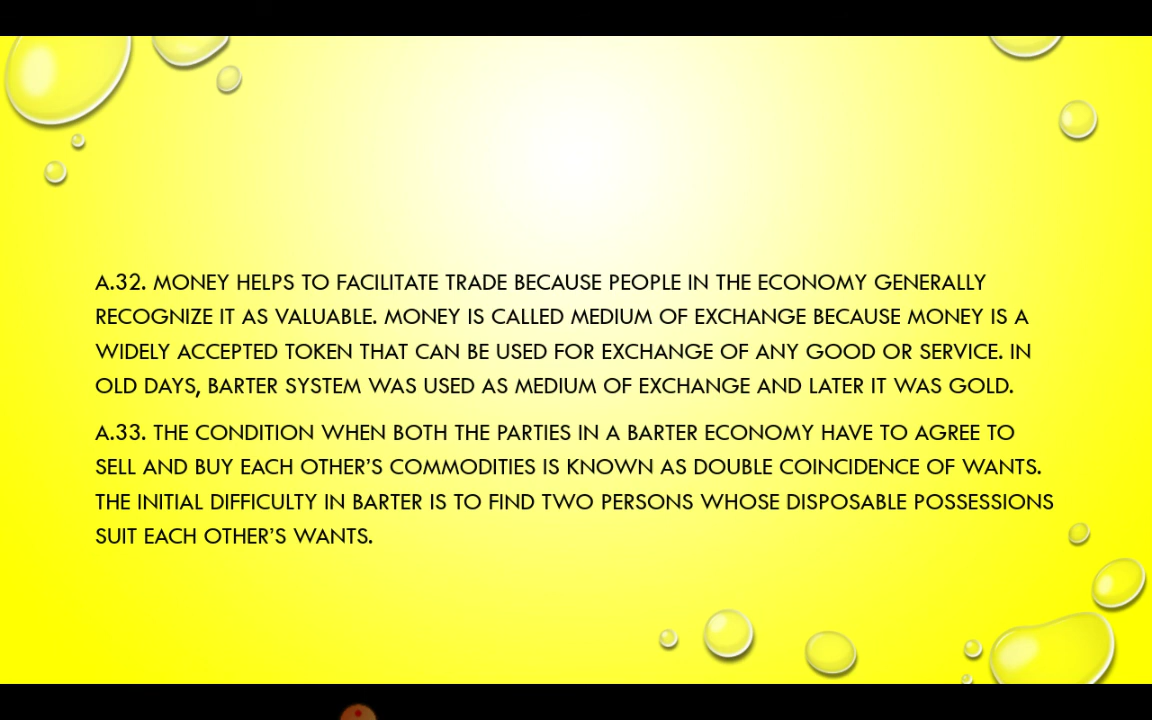 A.32. MONEY HELPS TO FACILITATE TRADE BECAUSE PEOPLE IN THE ECONOMY GENERALLY
RECOGNIZE IT AS VALUABLE. MONEY IS CALLED MEDIUM OF EXCHANGE BECAUSE MONEY IS A
WIDELY ACCEPTED TOKEN THAT CAN BE USED FOR EXCHANGE OF ANY GOOD OR SERVICE. IN
OLD DAYS, BARTER SYSTEM WAS USED AS MEDIUM OF EXCHANGE AND LATER IT WAS GOLD.
A.33. THE CONDITION WHEN BOTH THE PARTIES IN A BARTER ECONOMY HAVE TO AGREE TO
SELL AND BUY EACH OTHER’S COMMODITIES IS KNOWN AS DOUBLE COINCIDENCE OF WANTS.
THE INITIAL DIFFICULTY IN BARTER IS TO FIND TWO PERSONS WHOSE DISPOSABLE POSSESSIONS
SUIT EACH OTHER’S WANTS.